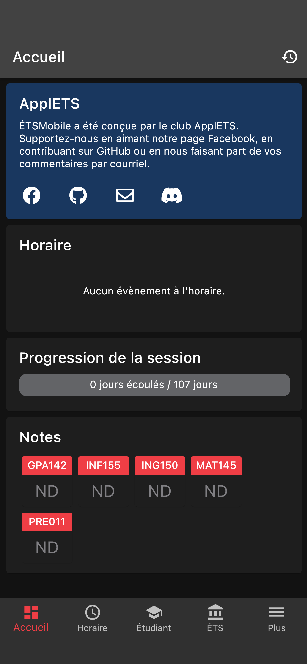 Accueil
ApplETS
ÉTSMobile a été conçue par le club ApplETS.
Supportez-nous en aimant notre page Facebook, en
contribuant sur GitHub ou en nous faisant part de vos
commentaires par courriel.
Horaire
Aucun évènement à l'horaire.
Progression de la session
0 jours écoulés / 107 jours
Notes
GPA142 INF155 ING150 MAT145
ND ND ND ND
PRE011
ND
Accueil Horaire Étudiant ÉTS Plus